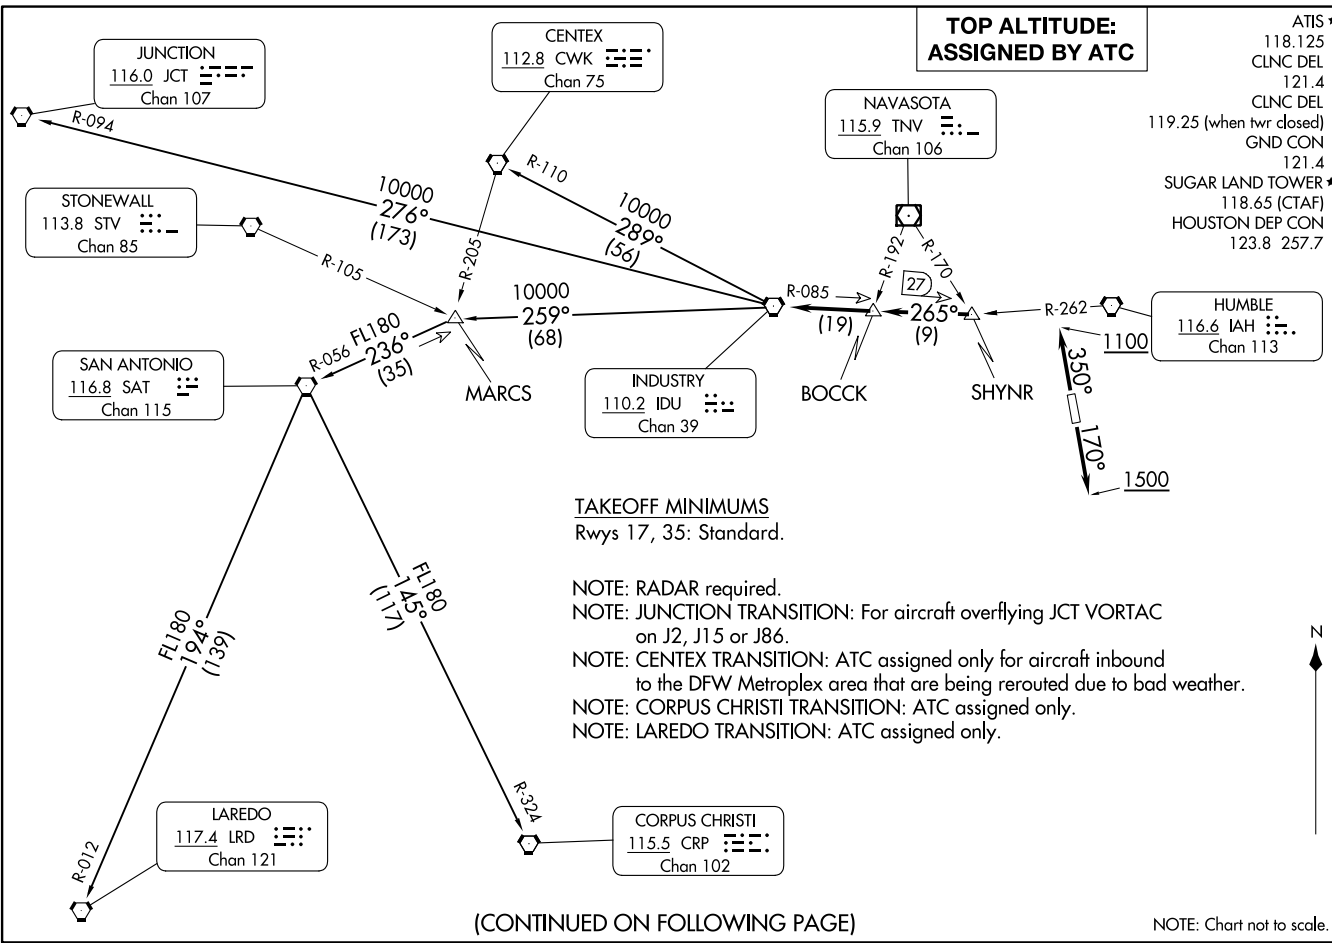 TOP ALTITUDE:
ASSIGNED BY ATC
ATIS
118.125
CLNC DEL
121.4
CLNC DEL
119.25 (when twr closed)
GND CON
121.4
SUGAR LAND TOWER
118.65 (CTAF)
HOUSTON DEP CON
123.8 257.7
JUNCTION
116.0 JCT
Chan 107
CENTEX
112.8 CWK
Chan 75
NAVASOTA
115.9 TNV
Chan 106
STONEWALL
113.8 STV
Chan 85
SAN ANTONIO
116.8 SAT
Chan 115
INDUSTRY
110.2 IDU
Chan 39
HUMBLE
116.6 IAH
Chan 113
LAREDO
117.4 LRD
Chan 121
CORPUS CHRISTI
115.5 CRP
Chan 102
R-094
10000
276°
(173)
R-110
10000
289°
(56)
R-205
R-105
10000
259°
(68)
R-056
FL180
236°
(35)
MARCS
R-085
(19)
R-192
R-170
27
265°
(9)
BOCCK
SHYNR
R-262
1100
350°
170°
1500
FL180
194°
(139)
R-012
FL180
145°
(117)
R-324
TAKEOFF MINIMUMS
Rwys 17, 35: Standard.
NOTE: RADAR required.
NOTE: JUNCTION TRANSITION: For aircraft overflying JCT VORTAC
on J2, J15 or J86.
NOTE: CENTEX TRANSITION: ATC assigned only for aircraft inbound
to the DFW Metroplex area that are being rerouted due to bad weather.
NOTE: CORPUS CHRISTI TRANSITION: ATC assigned only.
NOTE: LAREDO TRANSITION: ATC assigned only.
N
(CONTINUED ON FOLLOWING PAGE)
NOTE: Chart not to scale.